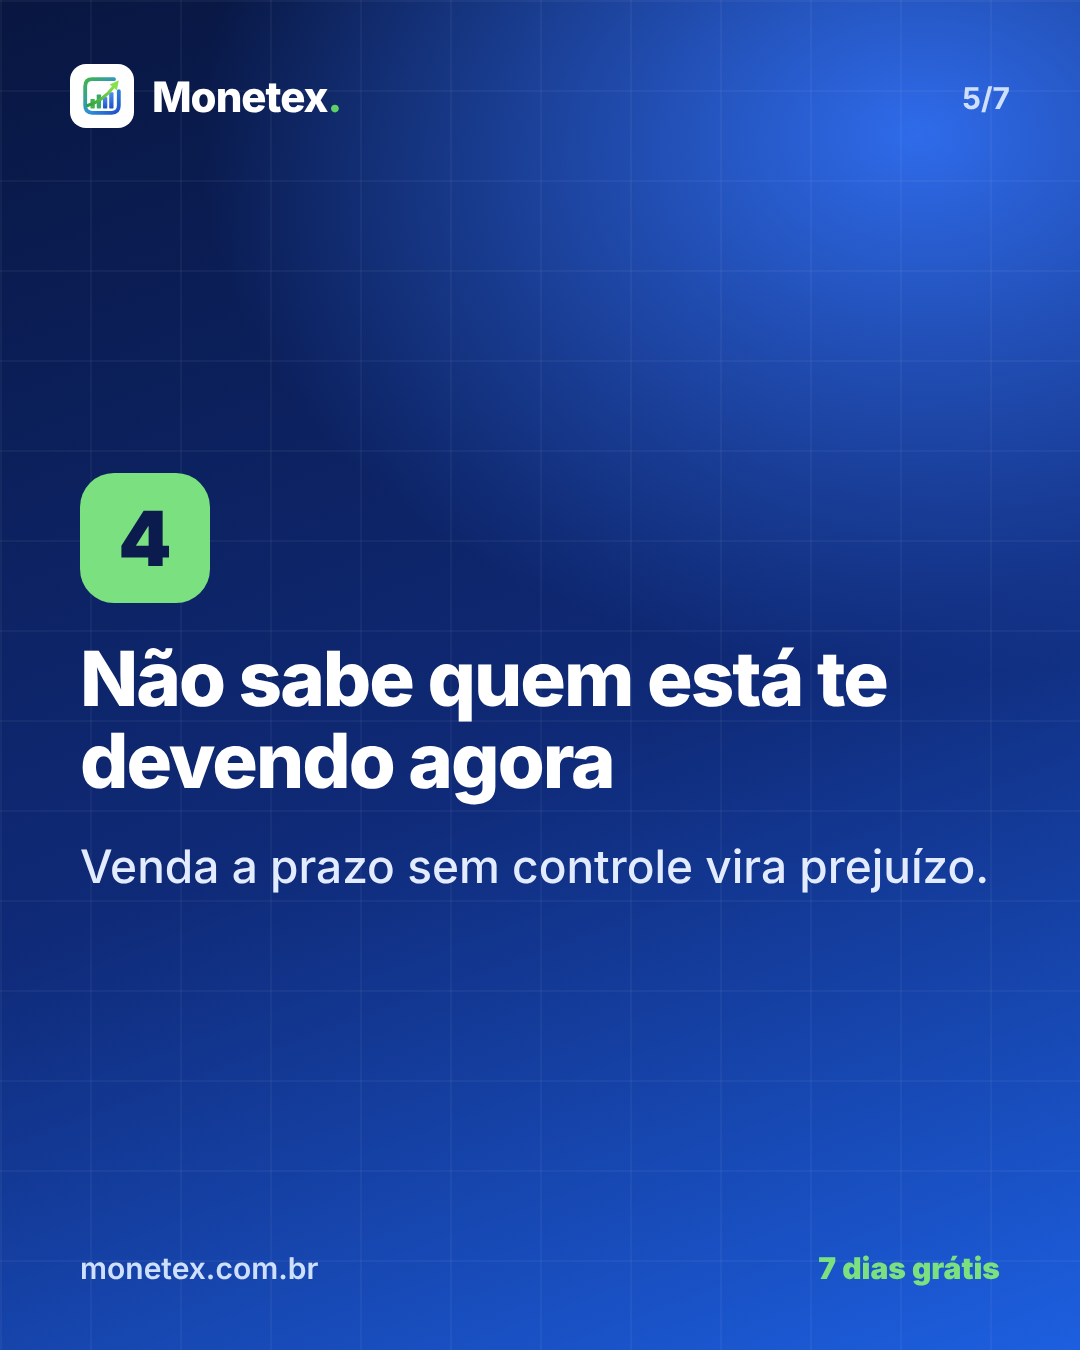 Monetex.
5/7
4
Não sabe quem está te
devendo agora
Venda a prazo sem controle vira prejuízo.
monetex.com.br
7 dias grátis